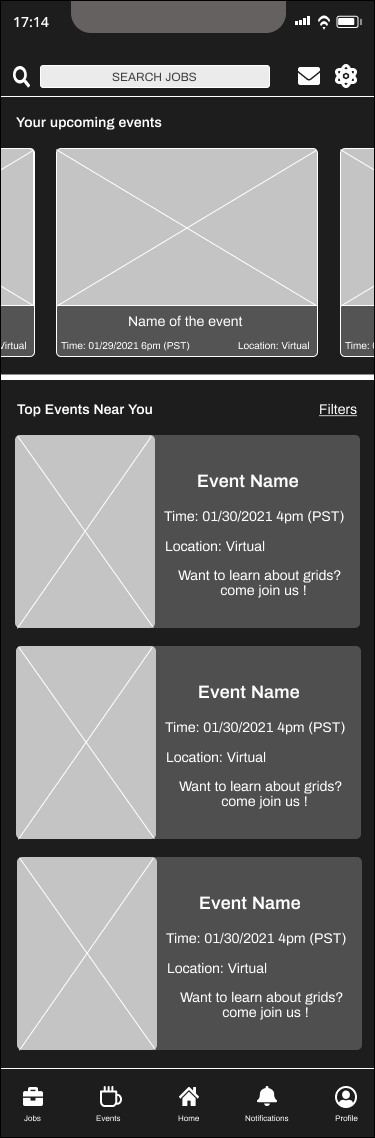 17:14
SEARCH JOBS
Your upcoming events
Name of the event
Virtual
Time: 01/29/2021 6pm (PST)
Location: Virtual
Time:
Top Events Near You
Filters
Event Name
Time: 01/30/2021 4pm (PST)
Location: Virtual
Want to learn about grids?
come join us !
Event Name
Time: 01/30/2021 4pm (PST)
Location: Virtual
Want to learn about grids?
come join us !
Event Name
Time: 01/30/2021 4pm (PST)
Location: Virtual
Want to learn about grids?
come join us !
Jobs
Events
Home
Notifications
Profile